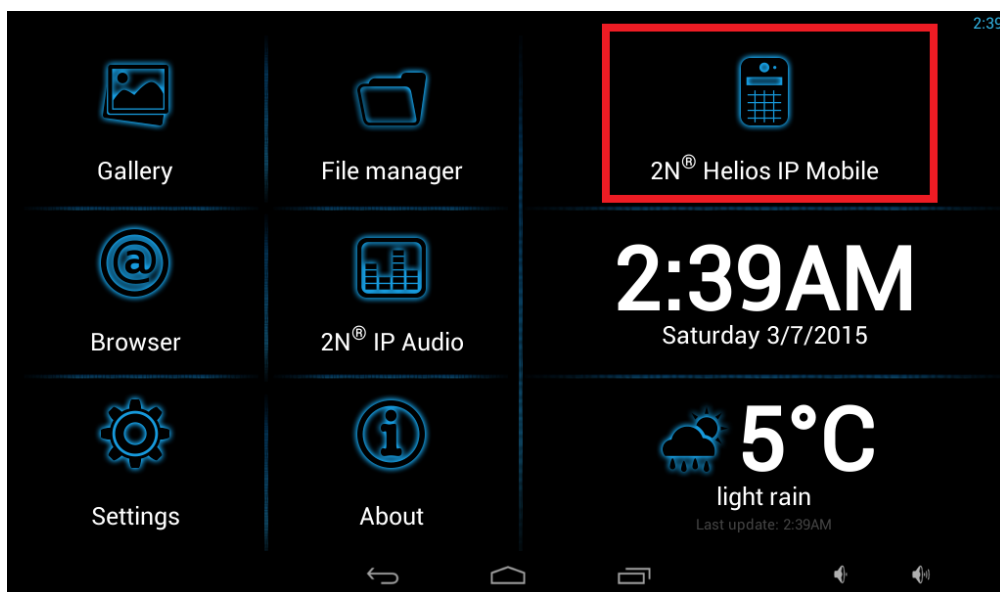 2:39
Gallery
File manager
2N® Helios IP Mobile
Browser
2N® IP Audio
2:39AM
Saturday 3/7/2015
Settings
About
5°C
light rain
Last update: 2:39AM